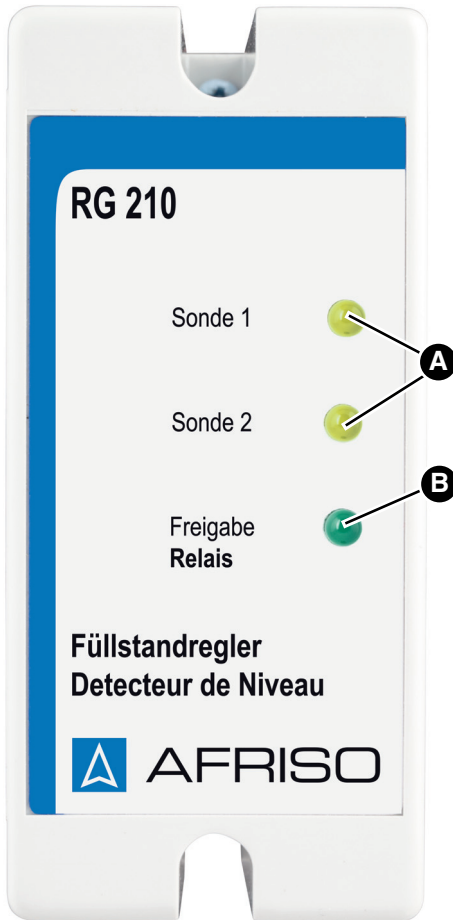 RG 210
Sonde 1
A
Sonde 2
B
Freigabe
Relais
Füllstandregler
Detecteur de Niveau
AFRISO